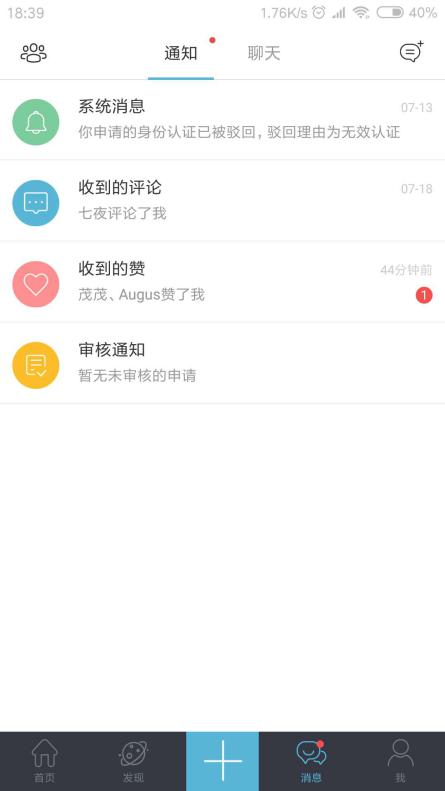 18:39 1.76K/s 40%
通知 聊天
系统消息 07-13
你申请的身份认证已被驳回，驳回理由为无效认证
收到的评论 07-18
七夜评论了我
收到的赞 44分钟前
茂茂、Augus赞了我 1
审核通知
暂无未审核的申请
首页 发现 消息 我